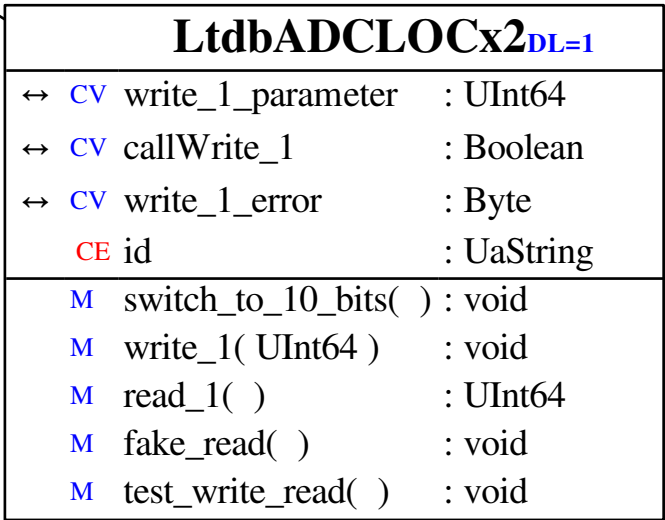 LtdbADCLOCx2DL=1
↔ CV write_1_parameter : UInt64
↔ CV callWrite_1 : Boolean
↔ CV write_1_error : Byte
CE id : UaString
M switch_to_10_bits( ) : void
M write_1( UInt64 ) : void
M read_1( ) : UInt64
M fake_read( ) : void
M test_write_read( ) : void